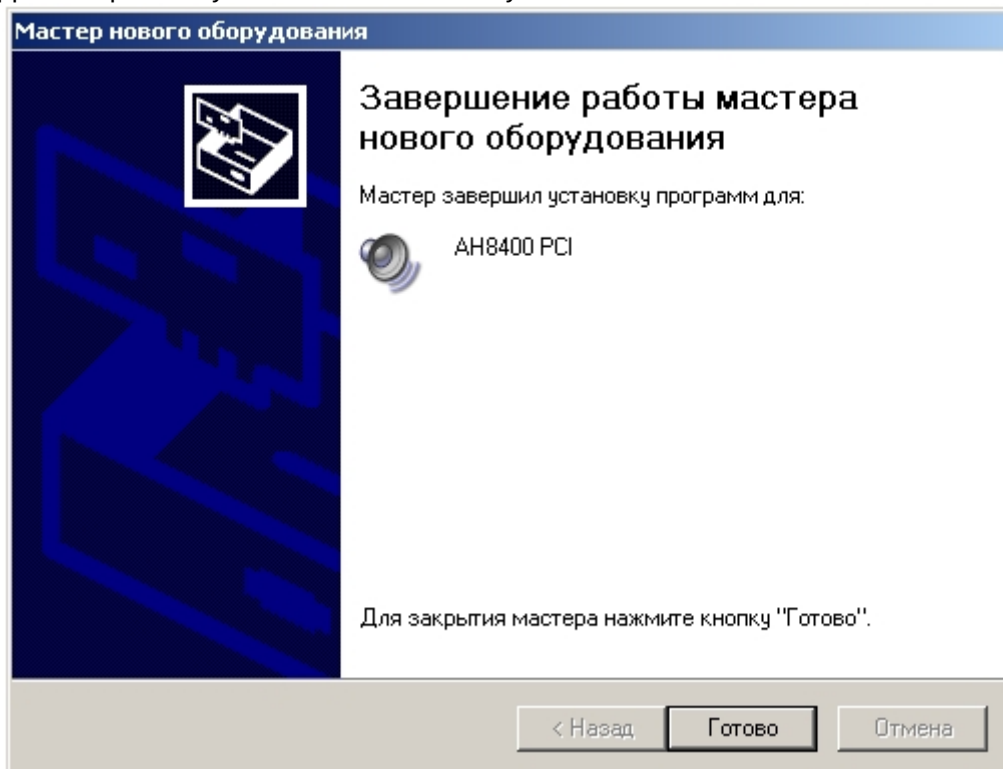 Мастер нового оборудования
Завершение работы мастера
нового оборудования
Мастер завершил установку программ для:
AH8400 PCI
Для закрытия мастера нажмите кнопку "Готово".
< Назад
Готово
Отмена